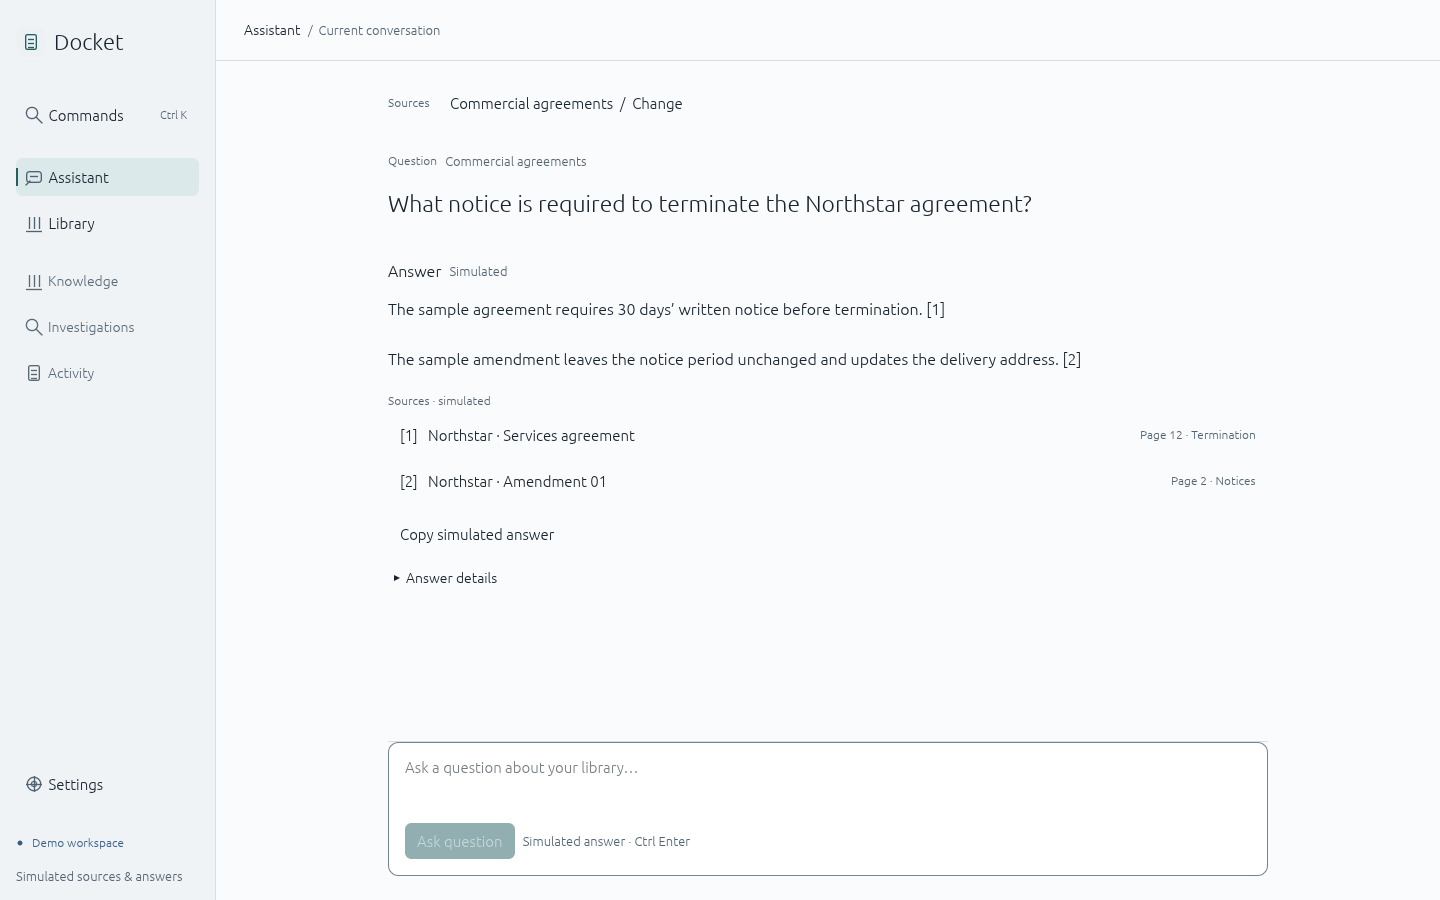 Docket
Commands Ctrl K
Assistant
Library
Knowledge
Investigations
Activity
Settings
Demo workspace
Simulated sources & answers
Assistant / Current conversation
Sources Commercial agreements / Change
Question Commercial agreements
What notice is required to terminate the Northstar agreement?
Answer Simulated
The sample agreement requires 30 days’ written notice before termination. [1]
The sample amendment leaves the notice period unchanged and updates the delivery address. [2]
Sources · simulated
[1] Northstar · Services agreement Page 12 · Termination
[2] Northstar · Amendment 01 Page 2 · Notices
Copy simulated answer
Answer details
Ask a question about your library…
Ask question Simulated answer · Ctrl Enter